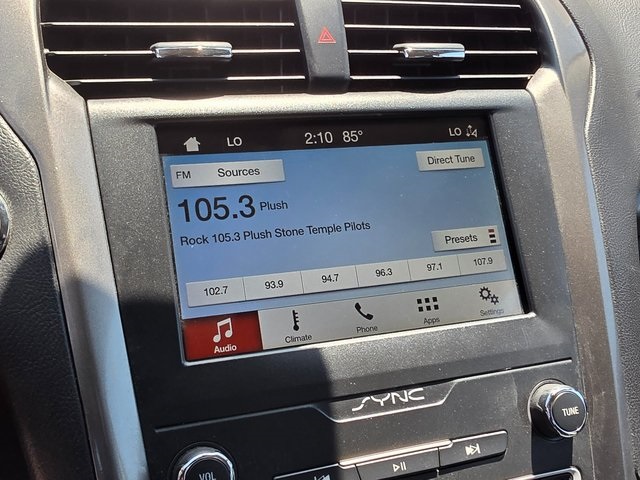 LO 2:10 85° LO
FM Sources
Direct Tune
105.3 Plush
Rock 105.3 Plush Stone Temple Pilots
Presets
102.7 93.9 94.7 96.3 97.1 107.9
Audio Climate Phone Apps Settings
SYNC
VOL
TUNE